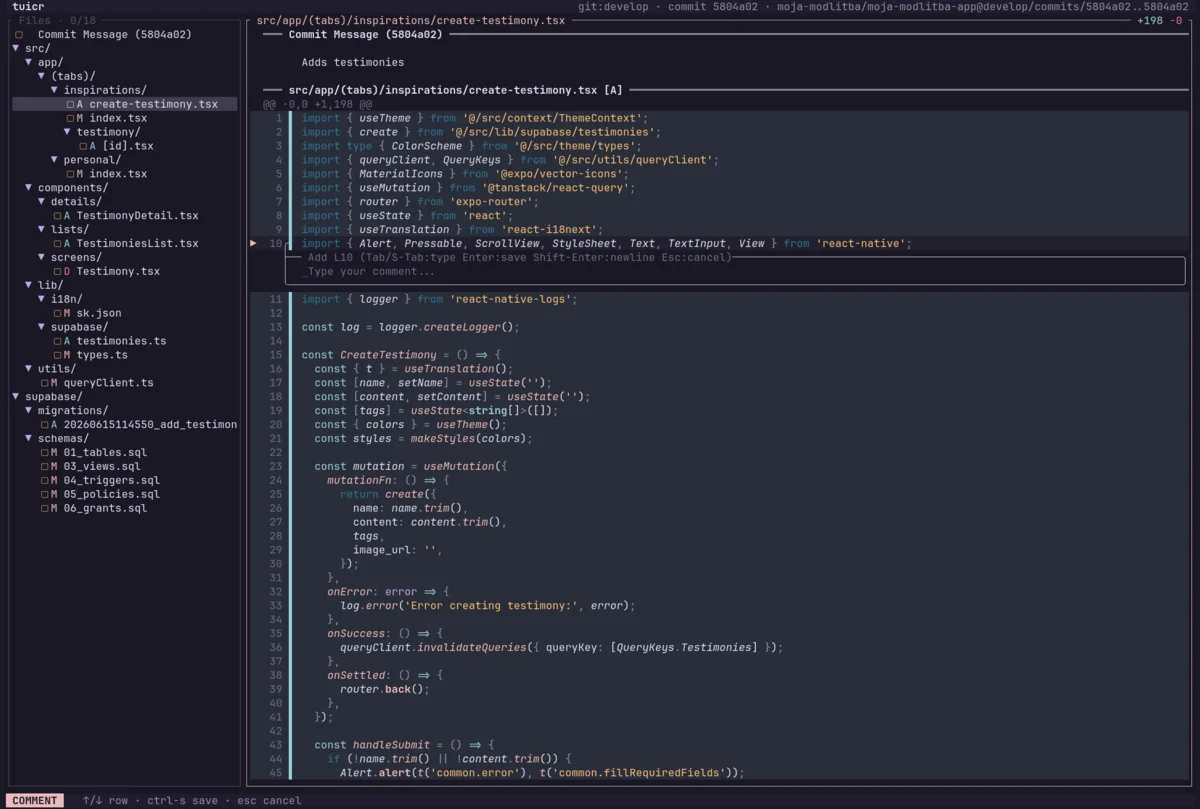 tuicr
git:develop · commit 5804a02 · moja-modlitba/moja-modlitba-app@develop/commits/5804a02..5804a02
Files · 0/18
Commit Message (5804a02)
▼ src/
▼ app/
▼ (tabs)/
▼ inspirations/
A create-testimony.tsx
M index.tsx
▼ testimony/
A [id].tsx
▼ personal/
M index.tsx
▼ components/
▼ details/
A TestimonyDetail.tsx
▼ lists/
A TestimoniesList.tsx
▼ screens/
D Testimony.tsx
▼ lib/
▼ i18n/
M sk.json
▼ supabase/
A testimonies.ts
M types.ts
▼ utils/
M queryClient.ts
▼ supabase/
▼ migrations/
A 20260615114550_add_testimon
▼ schemas/
M 01_tables.sql
M 03_views.sql
M 04_triggers.sql
M 05_policies.sql
M 06_grants.sql
src/app/(tabs)/inspirations/create-testimony.tsx
+198 -0
Commit Message (5804a02)
Adds testimonies
src/app/(tabs)/inspirations/create-testimony.tsx [A]
@@ -0,0 +1,198 @@
1 import { useTheme } from '@/src/context/ThemeContext';
2 import { create } from '@/src/lib/supabase/testimonies';
3 import type { ColorScheme } from '@/src/theme/types';
4 import { queryClient, QueryKeys } from '@/src/utils/queryClient';
5 import { MaterialIcons } from '@expo/vector-icons';
6 import { useMutation } from '@tanstack/react-query';
7 import { router } from 'expo-router';
8 import { useState } from 'react';
9 import { useTranslation } from 'react-i18next';
10 import { Alert, Pressable, ScrollView, StyleSheet, Text, TextInput, View } from 'react-native';
Add L10 (Tab/S-Tab:type Enter:save Shift-Enter:newline Esc:cancel)
_Type your comment...
11 import { logger } from 'react-native-logs';
12
13 const log = logger.createLogger();
14
15 const CreateTestimony = () => {
16 const { t } = useTranslation();
17 const [name, setName] = useState('');
18 const [content, setContent] = useState('');
19 const [tags] = useState<string[]>([]);
20 const { colors } = useTheme();
21 const styles = makeStyles(colors);
22
23 const mutation = useMutation({
24 mutationFn: () => {
25 return create({
26 name: name.trim(),
27 content: content.trim(),
28 tags,
29 image_url: '',
30 });
31 },
32 onError: error => {
33 log.error('Error creating testimony:', error);
34 },
35 onSuccess: () => {
36 queryClient.invalidateQueries({ queryKey: [QueryKeys.Testimonies] });
37 },
38 onSettled: () => {
39 router.back();
40 },
41 });
42
43 const handleSubmit = () => {
44 if (!name.trim() || !content.trim()) {
45 Alert.alert(t('common.error'), t('common.fillRequiredFields'));
COMMENT ↑/↓ row · ctrl-s save · esc cancel